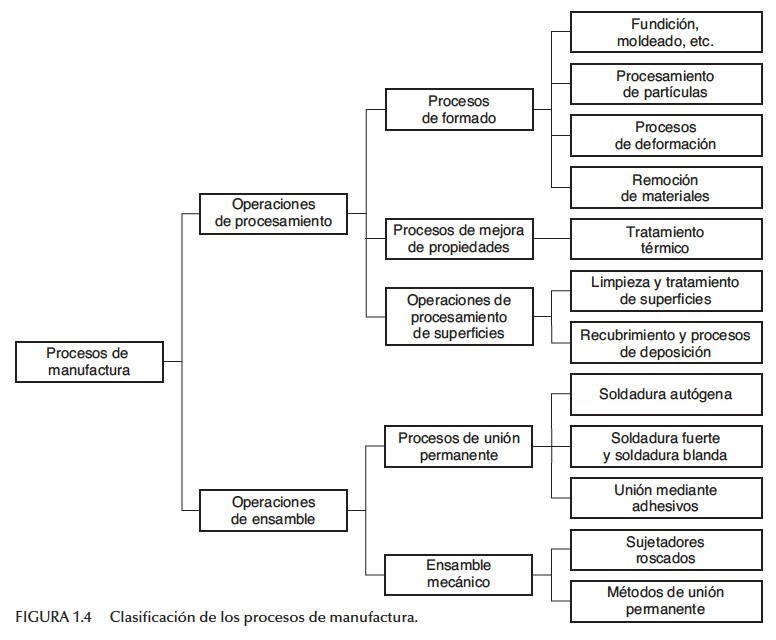 Fundición,
moldeado, etc.
Procesamiento
de partículas
Procesos
de formado
Procesos
de deformación
Remoción
de materiales
Operaciones
de procesamiento
Procesos de mejora
de propiedades
Tratamiento
térmico
Operaciones de
procesamiento
de superficies
Limpieza y tratamiento
de superficies
Recubrimiento y procesos
de deposición
Procesos de
manufactura
Soldadura autógena
Procesos de unión
permanente
Soldadura fuerte
y soldadura blanda
Operaciones
de ensamble
Unión mediante
adhesivos
Ensamble
mecánico
Sujetadores
roscados
Métodos de unión
permanente
FIGURA 1.4 Clasificación de los procesos de manufactura.